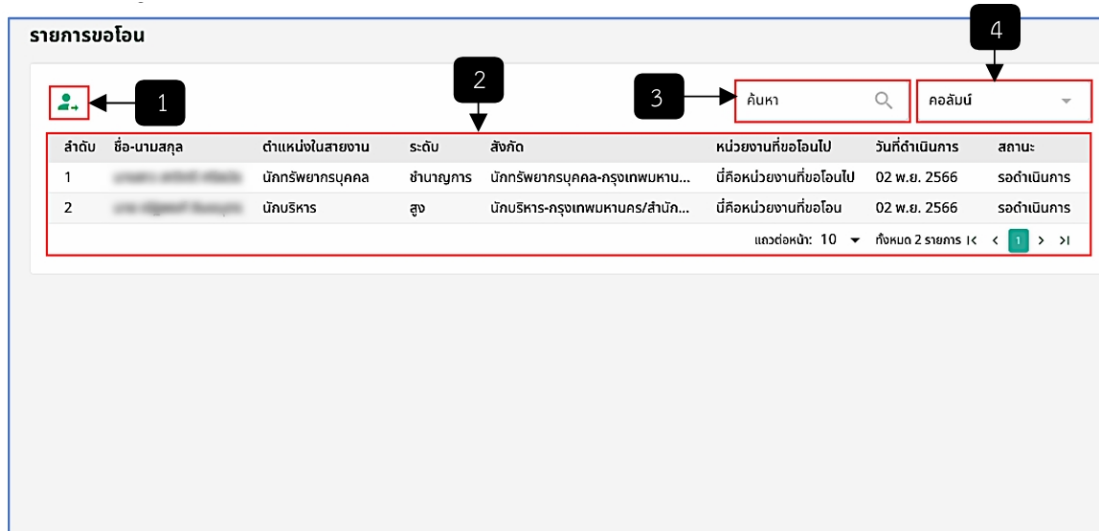 รายการขอโอน
4
2
1
3
ค้นหา
คอลัมน์
ลำดับ ชื่อ-นามสกุล ตำแหน่งในสายงาน ระดับ สังกัด หน่วยงานที่ขอโอนไป วันที่ดำเนินการ สถานะ
1 นักทรัพยากรบุคคล ชำนาญการ นักทรัพยากรบุคคล-กรุงเทพมหาน... นี่คือหน่วยงานที่ขอโอนไป 02 พ.ย. 2566 รอดำเนินการ
2 นักบริหาร สูง นักบริหาร-กรุงเทพมหานคร/สำนัก... นี่คือหน่วยงานที่ขอโอน 02 พ.ย. 2566 รอดำเนินการ
แถวต่อหน้า: 10 ทั้งหมด 2 รายการ 1